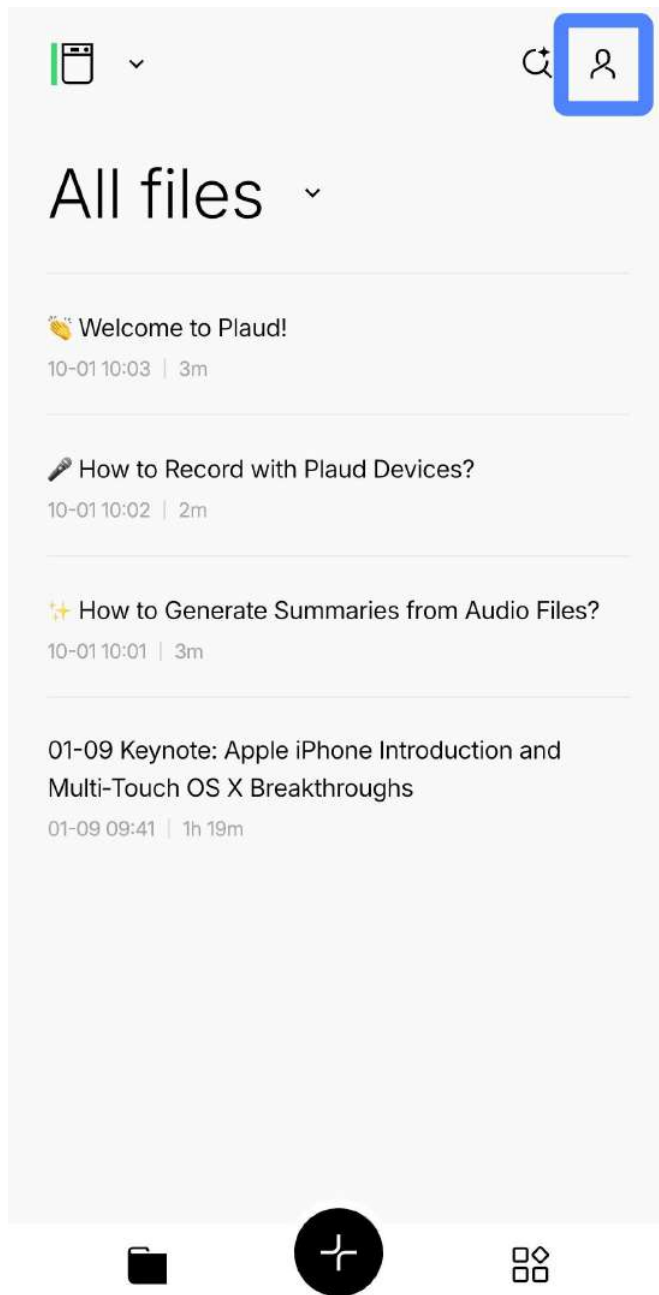 All files
👏 Welcome to Plaud!
10-01 10:03 | 3m
🎤 How to Record with Plaud Devices?
10-01 10:02 | 2m
✨ How to Generate Summaries from Audio Files?
10-01 10:01 | 3m
01-09 Keynote: Apple iPhone Introduction and
Multi-Touch OS X Breakthroughs
01-09 09:41 | 1h 19m